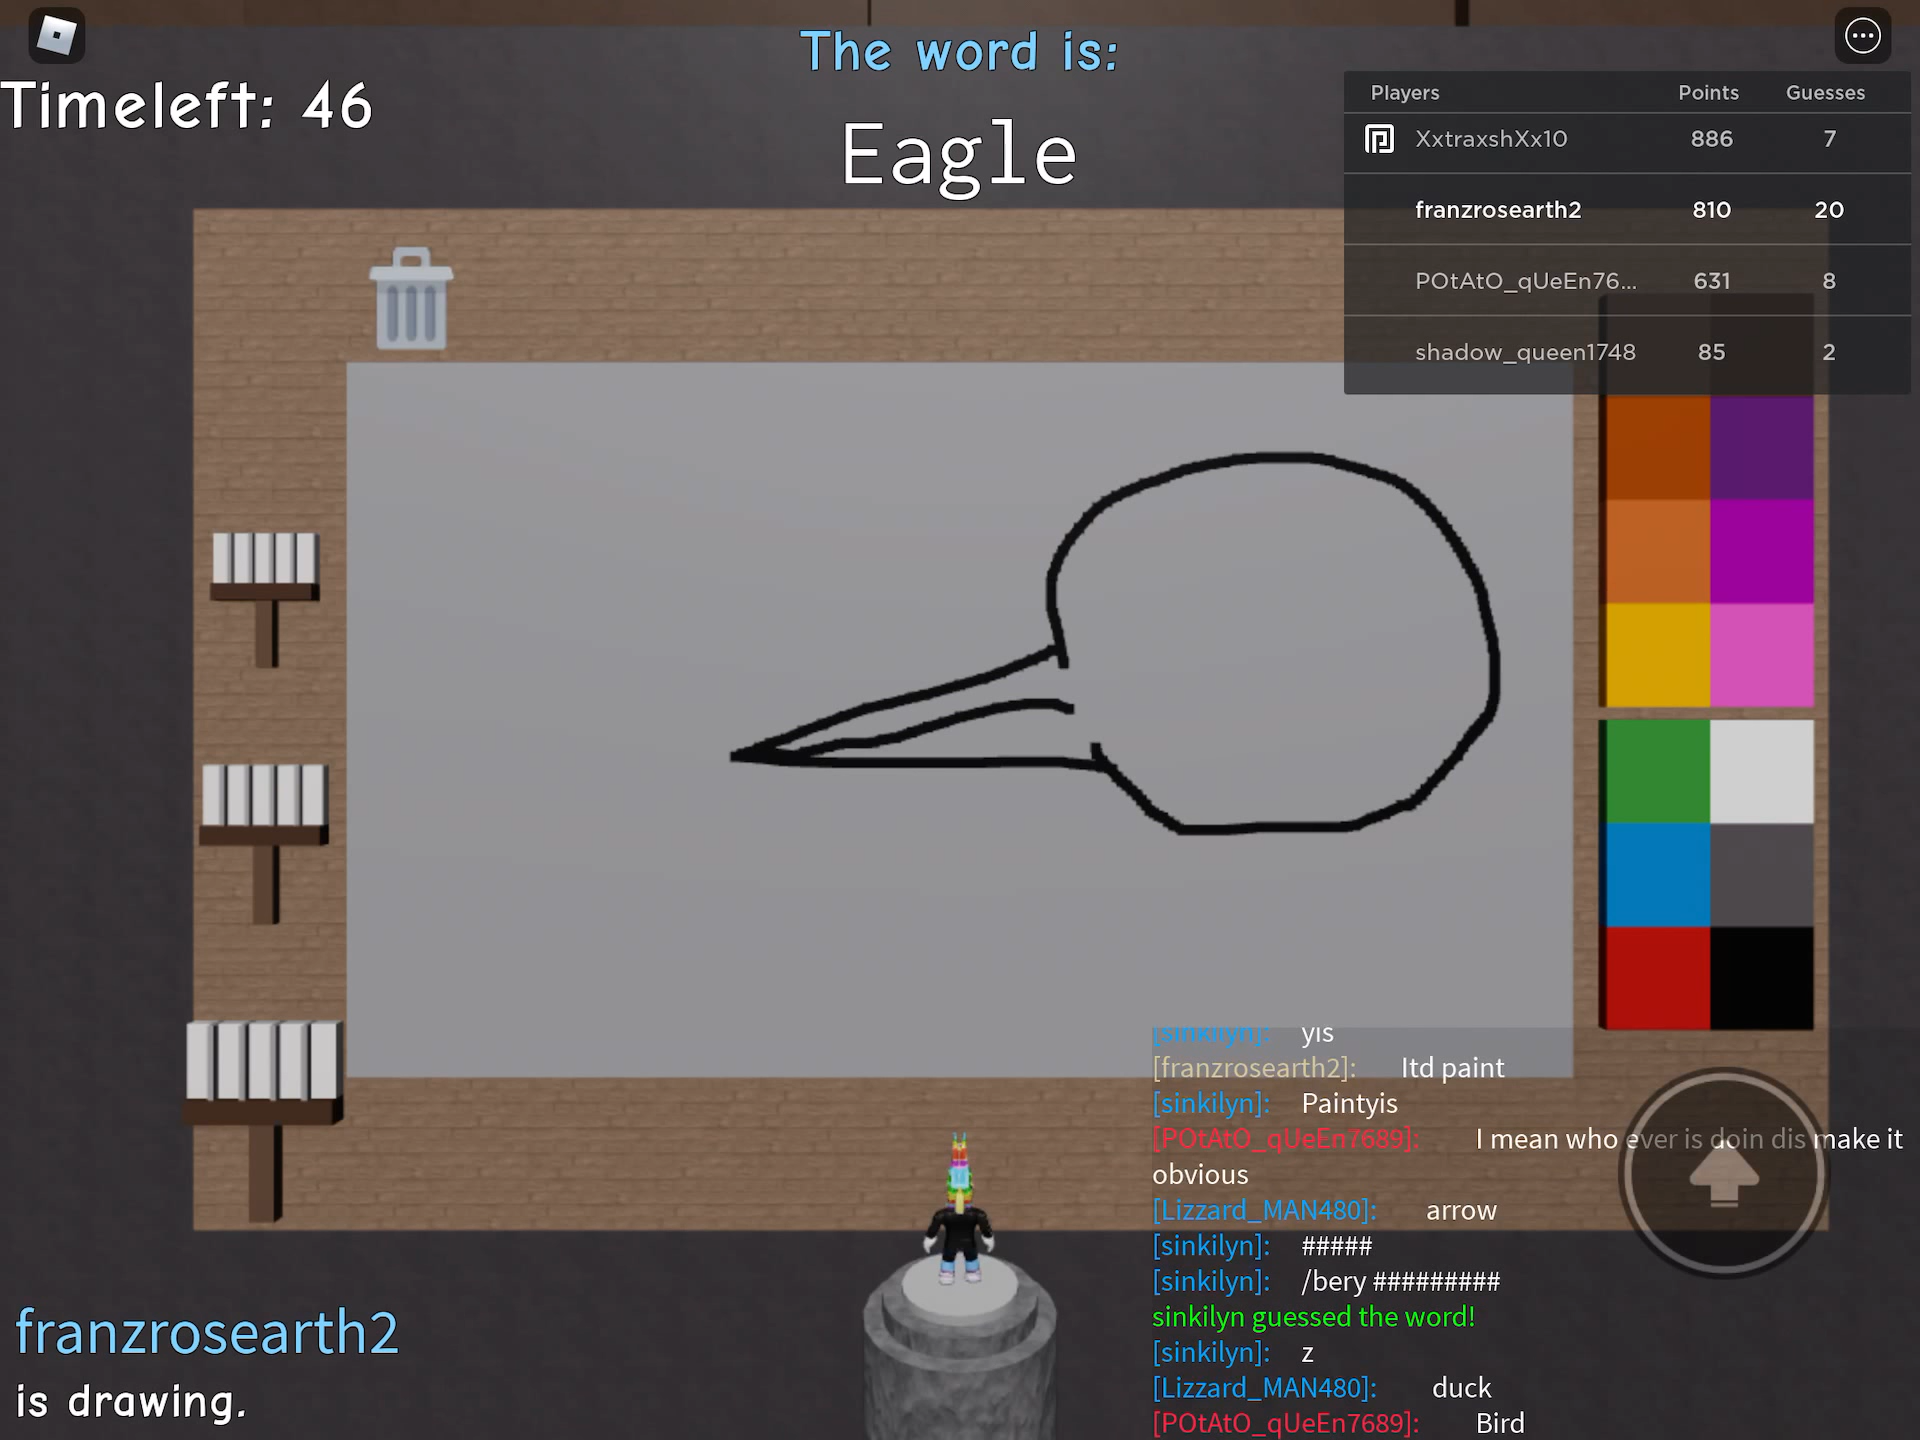 The word is:
Eagle
Timeleft: 46
Players Points Guesses
XxtraxshXx10 886 7
franzrosearth2 810 20
POtAtO_qUeEn76... 631 8
shadow_queen1748 85 2
[sinkilyn]: yis
[franzrosearth2]: Itd paint
[sinkilyn]: Paintyis
[POtAtO_qUeEn7689]: I mean who ever is doin dis make it
obvious
[Lizzard_MAN480]: arrow
[sinkilyn]: #####
[sinkilyn]: /bery #########
sinkilyn guessed the word!
[sinkilyn]: z
[Lizzard_MAN480]: duck
[POtAtO_qUeEn7689]: Bird
franzrosearth2
is drawing.